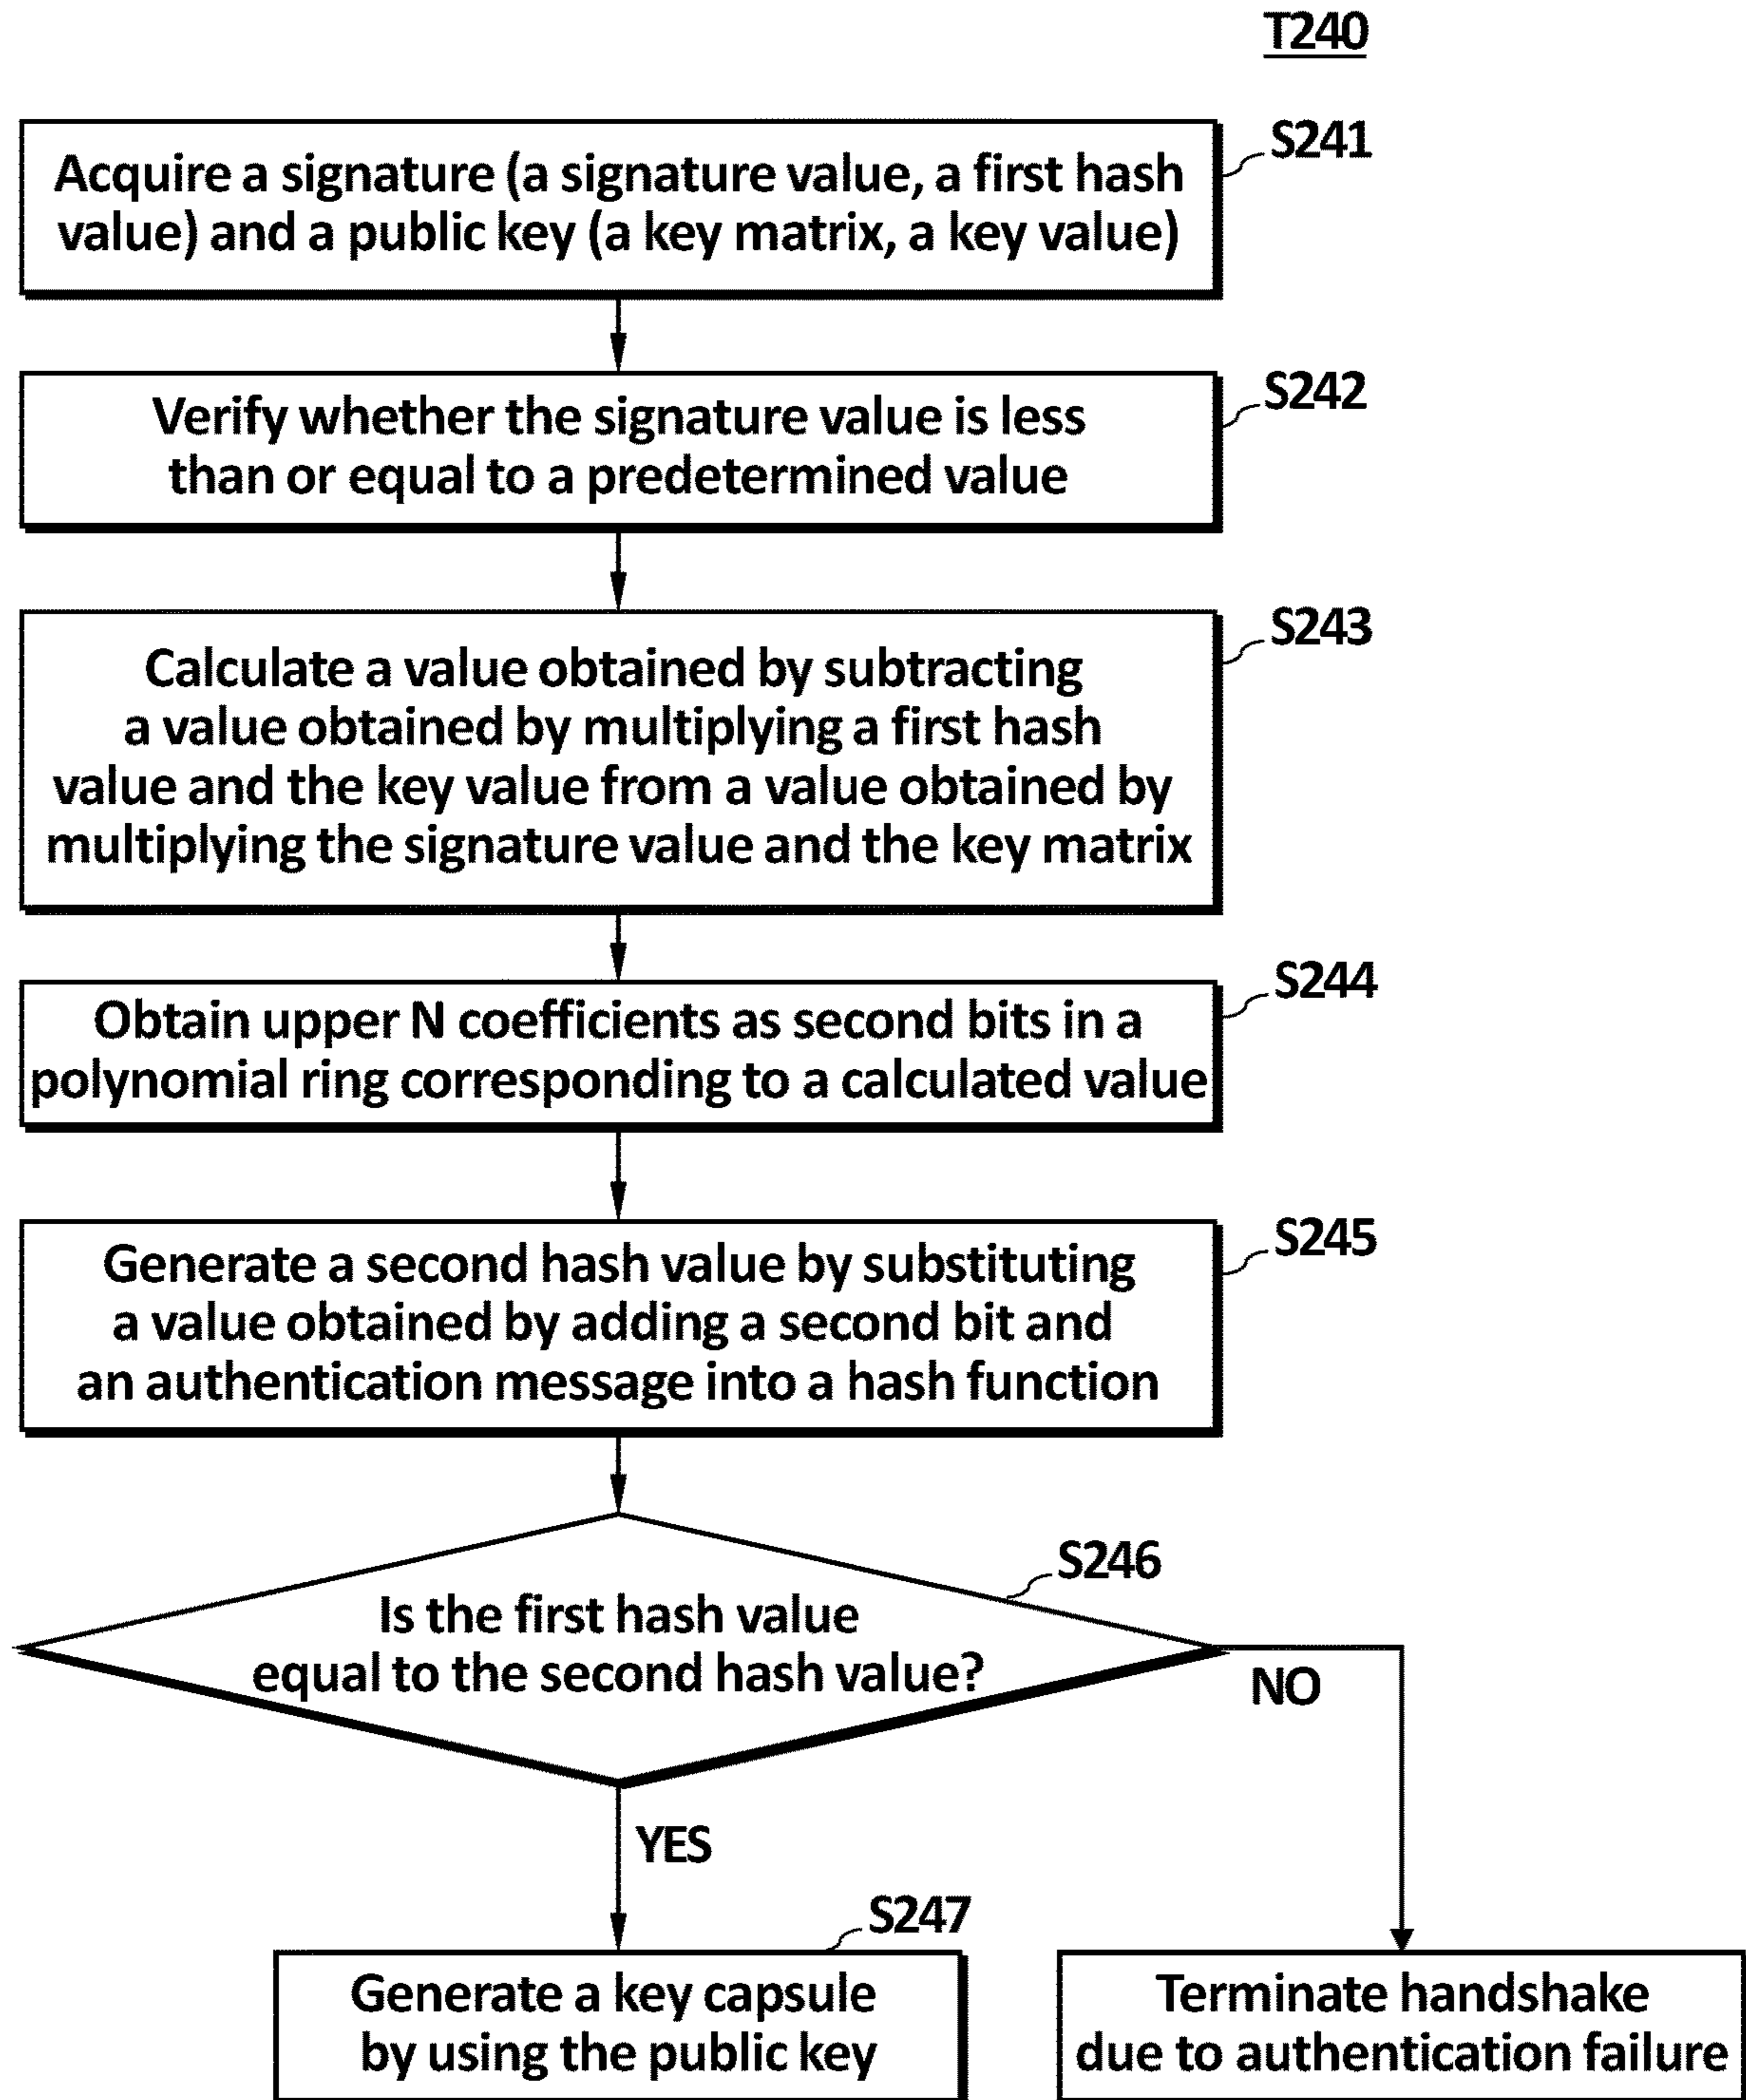 T240
S241
Acquire a signature (a signature value, a first hash
value) and a public key (a key matrix, a key value)
S242
Verify whether the signature value is less
than or equal to a predetermined value
S243
Calculate a value obtained by subtracting
a value obtained by multiplying a first hash
value and the key value from a value obtained by
multiplying the signature value and the key matrix
S244
Obtain upper N coefficients as second bits in a
polynomial ring corresponding to a calculated value
S245
Generate a second hash value by substituting
a value obtained by adding a second bit and
an authentication message into a hash function
S246
Is the first hash value
equal to the second hash value?
NO
YES
S247
Generate a key capsule
by using the public key
Terminate handshake
due to authentication failure